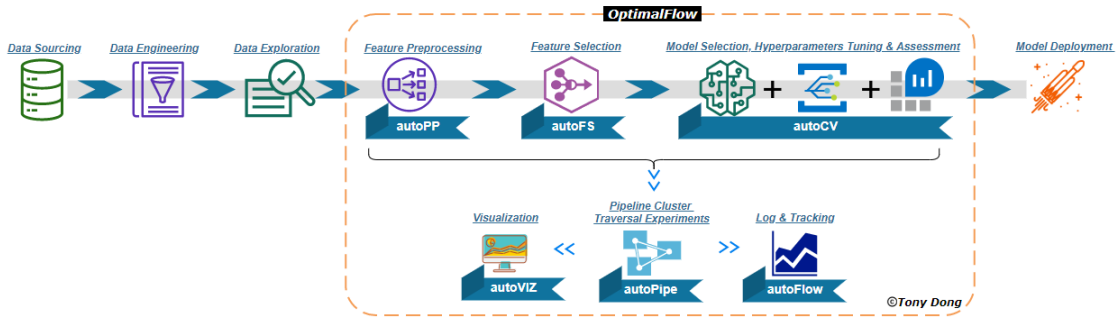 OptimalFlow
Data Sourcing
Data Engineering
Data Exploration
Feature Preprocessing
Feature Selection
Model Selection, Hyperparameters Tuning & Assessment
Model Deployment
autoPP
autoFS
autoCV
Visualization
Pipeline Cluster
Traversal Experiments
Log & Tracking
autoVIZ
autoPipe
autoFlow
©Tony Dong